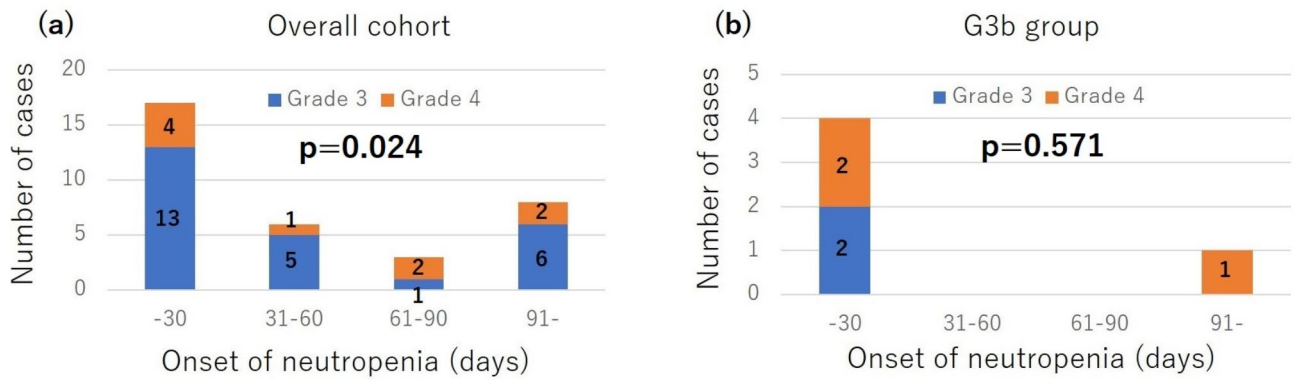 (a) Overall cohort
Number of cases
20
15
10
5
0
Grade 3 Grade 4
p=0.024
4
13
1
5
2
1
2
6
-30 31-60 61-90 91-
Onset of neutropenia (days)
(b) G3b group
Number of cases
5
4
3
2
1
0
Grade 3 Grade 4
p=0.571
2
2
1
-30 31-60 61-90 91-
Onset of neutropenia (days)